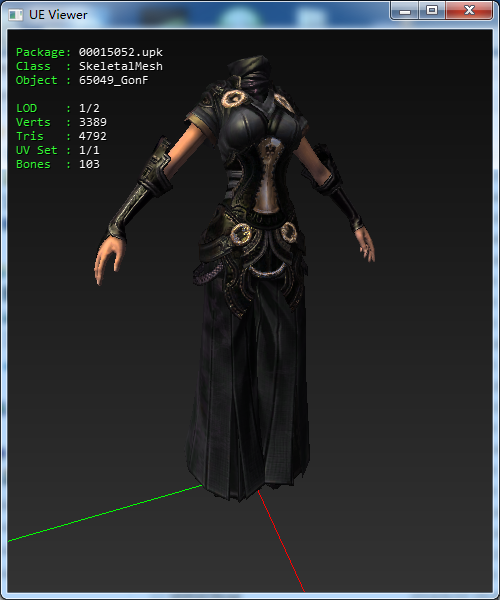 UE Viewer
Package: 00015052.upk
Class : SkeletalMesh
Object : 65049_GonF
LOD : 1/2
Verts : 3389
Tris : 4792
UV Set : 1/1
Bones : 103